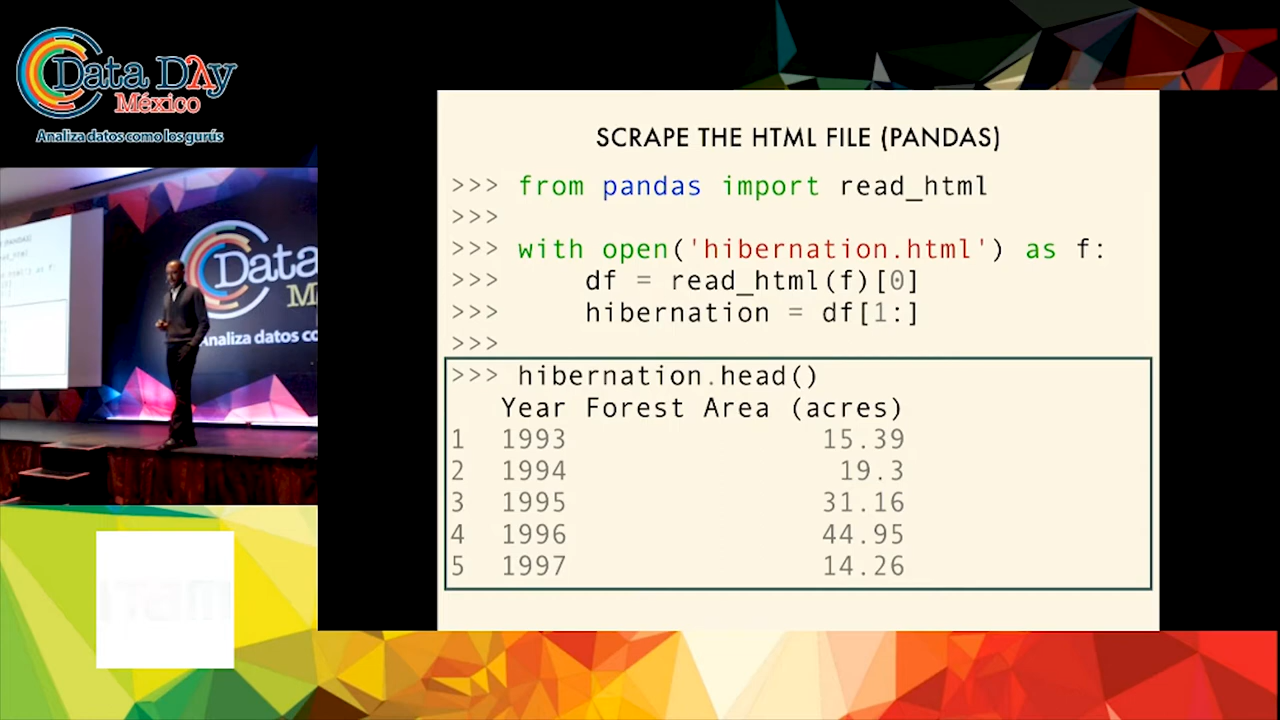 Data Day
México
Analiza datos como los gurús
SCRAPE THE HTML FILE (PANDAS)
>>> from pandas import read_html
>>>
>>> with open('hibernation.html') as f:
>>>     df = read_html(f)[0]
>>>     hibernation = df[1:]
>>>
>>> hibernation.head()
   Year Forest Area (acres)
1  1993               15.39
2  1994                19.3
3  1995               31.16
4  1996               44.95
5  1997               14.26
Data
M
Analiza datos co